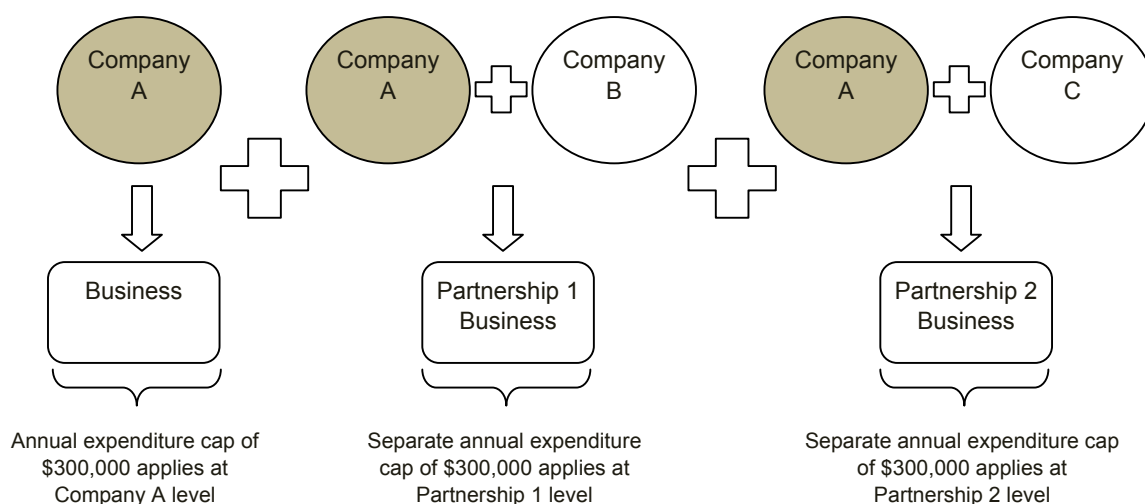 Company
A
Company
A
Company
B
Company
A
Company
C
Business
Partnership 1
Business
Partnership 2
Business
Annual expenditure cap of
$300,000 applies at
Company A level
Separate annual expenditure
cap of $300,000 applies at
Partnership 1 level
Separate annual expenditure cap
of $300,000 applies at
Partnership 2 level